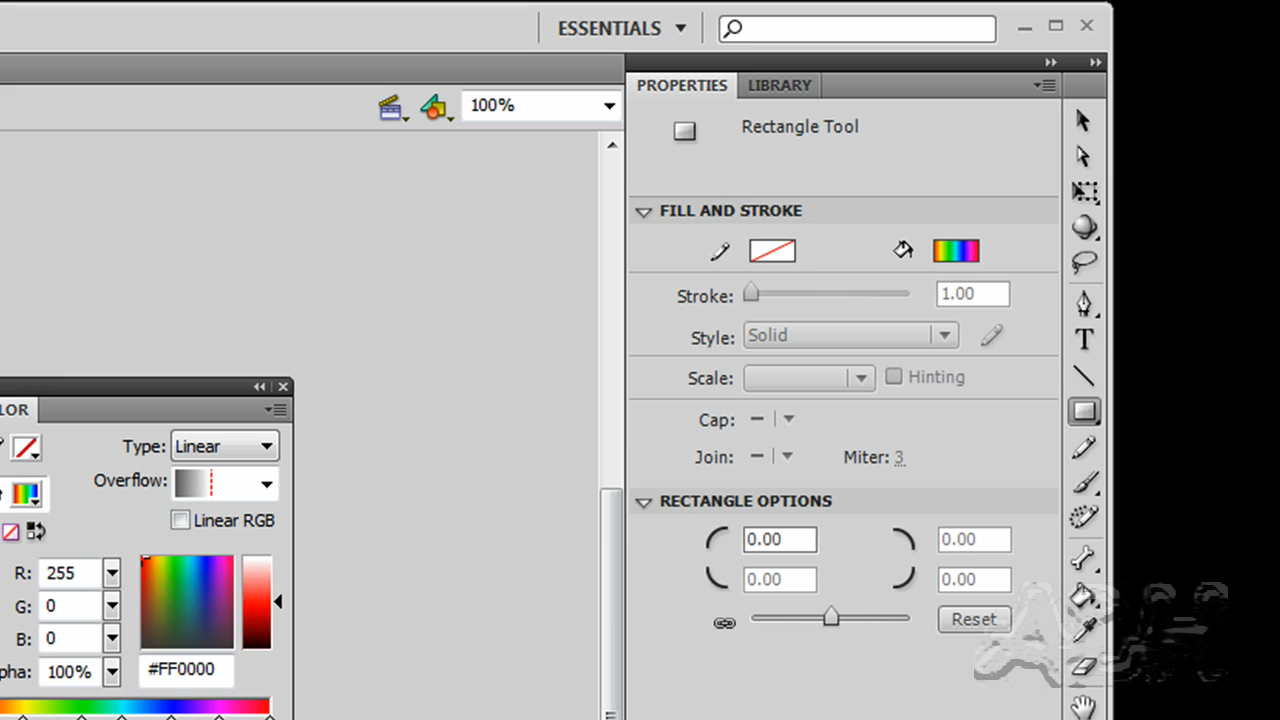 ESSENTIALS
PROPERTIES LIBRARY
100%
Rectangle Tool
FILL AND STROKE
Stroke: 1.00
Style: Solid
Scale: Hinting
Cap:
Join: Miter: 3
RECTANGLE OPTIONS
0.00 0.00
0.00 0.00
Reset
LOR
Type: Linear
Overflow:
Linear RGB
R: 255
G: 0
B: 0
pha: 100% #FF0000
T